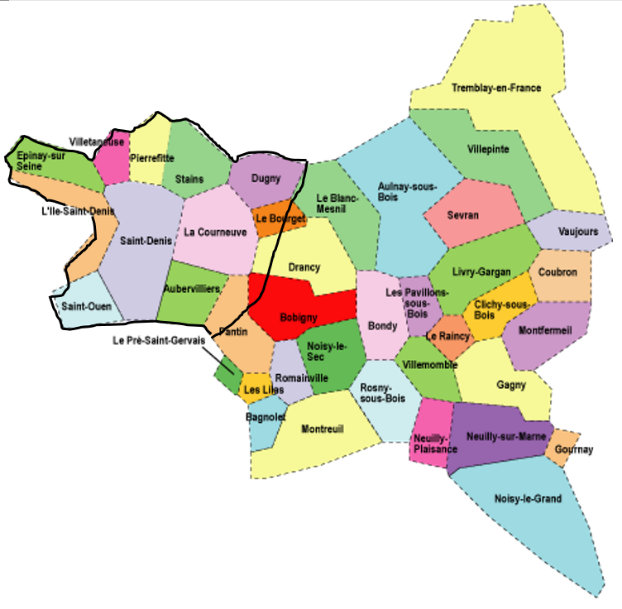 Tremblay-en-France
Villetaneuse
Pierrefitte
Epinay-sur
Seine
Stains
Dugny
Villepinte
Aulnay-sous-
Bois
Le Blanc-
Mesnil
L'Ile-Saint-Denis
Saint-Denis
La Courneuve
Le Bourget
Sevran
Vaujours
Drancy
Livry-Gargan
Coubron
Saint-Ouen
Aubervilliers
Les Pavillons-
sous-
Bois
Clichy-sous-
Bois
Bobigny
Bondy
Montfermeil
Pantin
Le Raincy
Le Prè-Saint-Gervais
Noisy-le-
Sec
Villemomble
Romainville
Les Lilas
Rosny-
sous-Bois
Gagny
Bagnolet
Montreuil
Neuilly-
Plaisance
Neuilly-sur-Marne
Gournay
Noisy-le-Grand